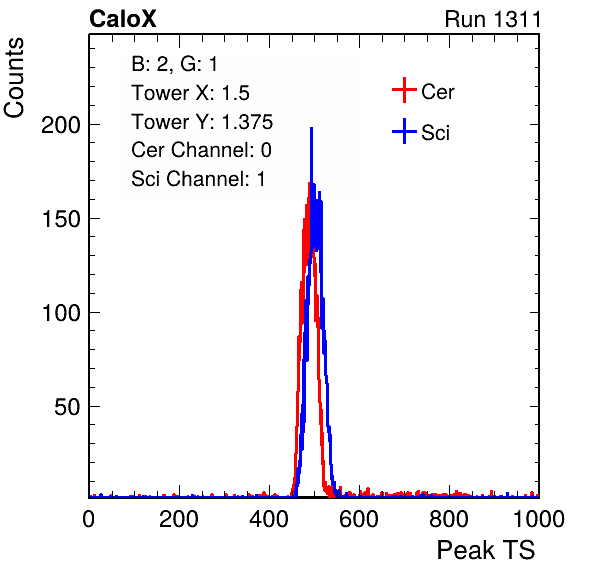 CaloX Run 1311
Counts
B: 2, G: 1
Tower X: 1.5
Tower Y: 1.375
Cer Channel: 0
Sci Channel: 1
Cer
Sci
200
150
100
50
0 200 400 600 800 1000
Peak TS